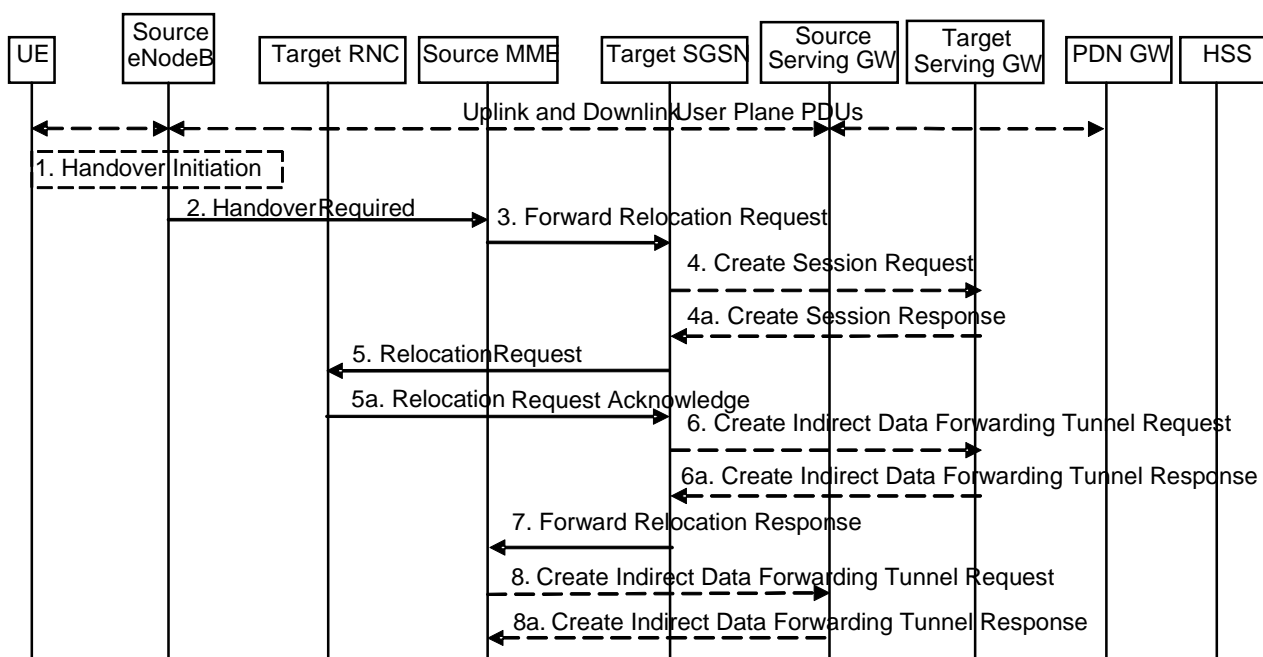 UE
Source
eNodeB
Target RNC
Source MME
Target SGSN
Source
Serving GW
Target
Serving GW
PDN GW
HSS
Uplink and Downlink User Plane PDUs
1. Handover Initiation
2. Handover Required
3. Forward Relocation Request
4. Create Session Request
4a. Create Session Response
5. Relocation Request
5a. Relocation Request Acknowledge
6. Create Indirect Data Forwarding Tunnel Request
6a. Create Indirect Data Forwarding Tunnel Response
7. Forward Relocation Response
8. Create Indirect Data Forwarding Tunnel Request
8a. Create Indirect Data Forwarding Tunnel Response